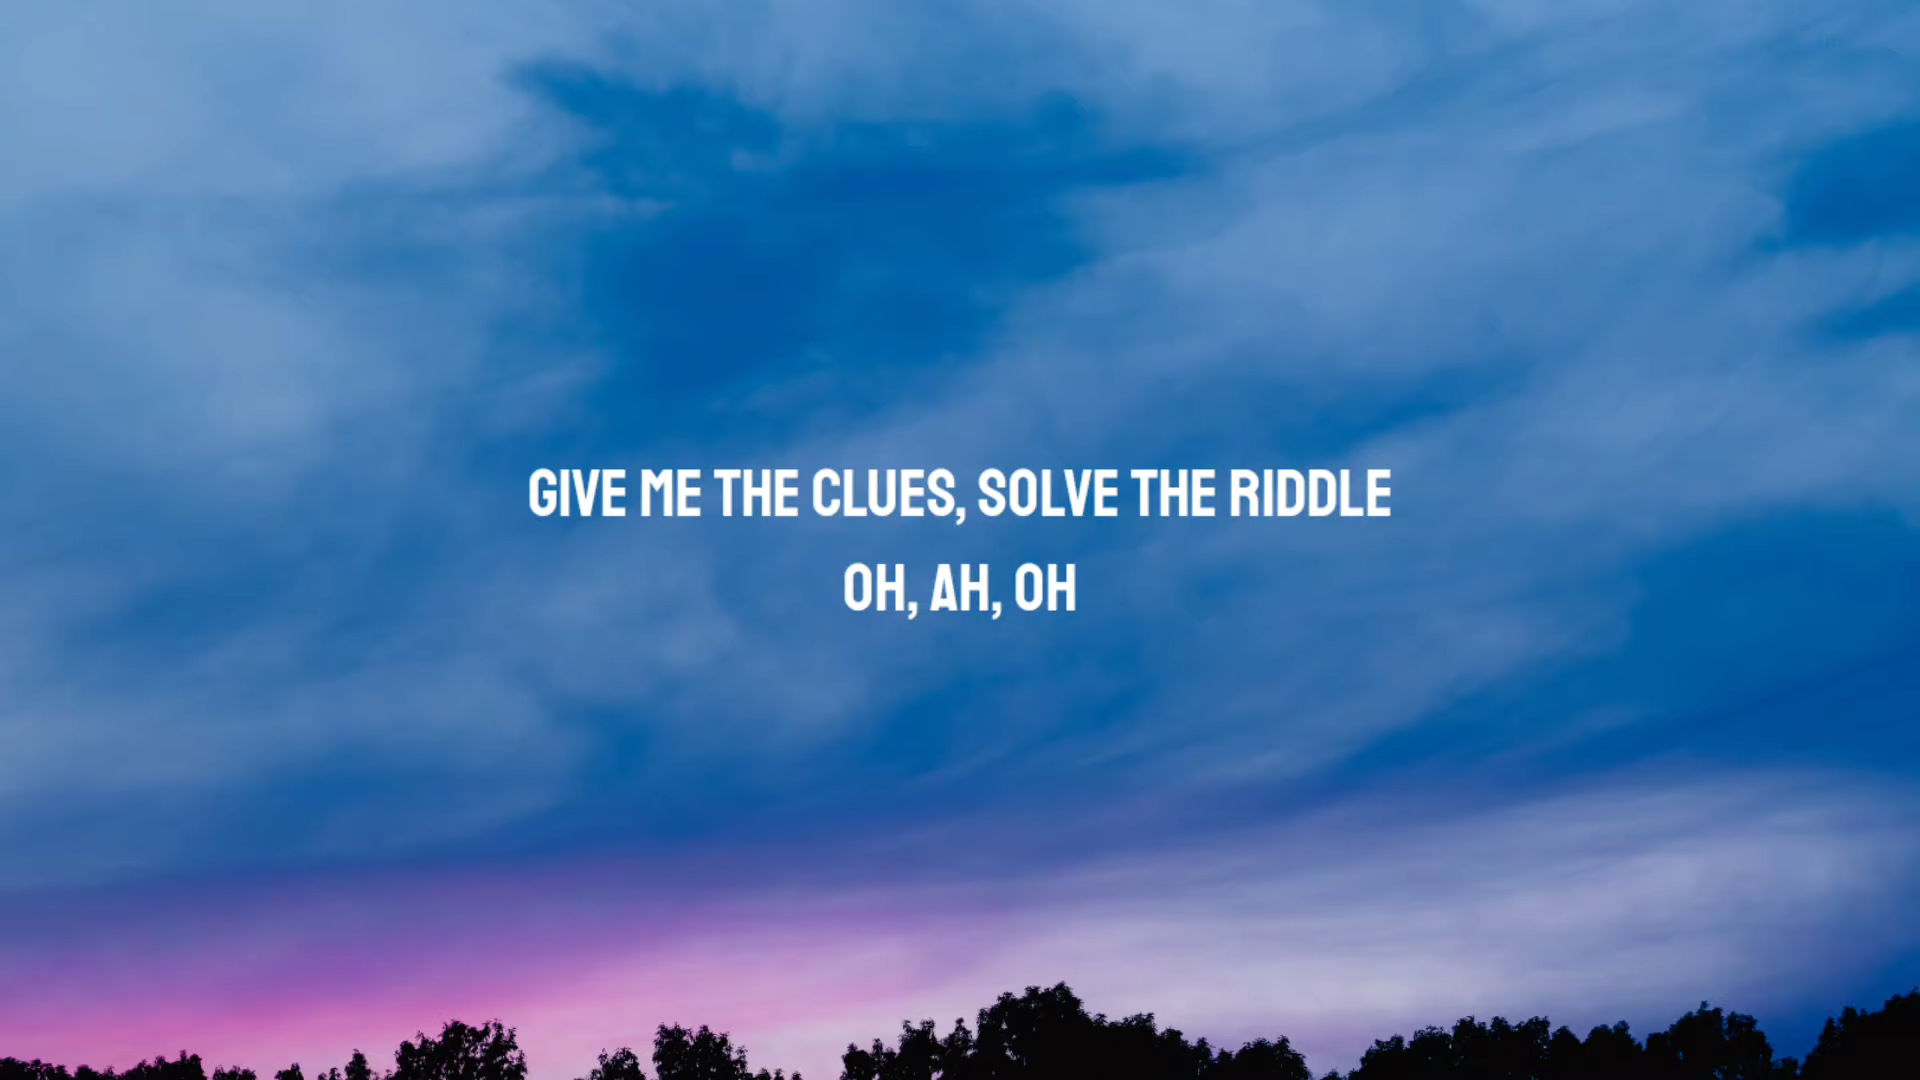 GIVE ME THE CLUES, SOLVE THE RIDDLE
OH, AH, OH